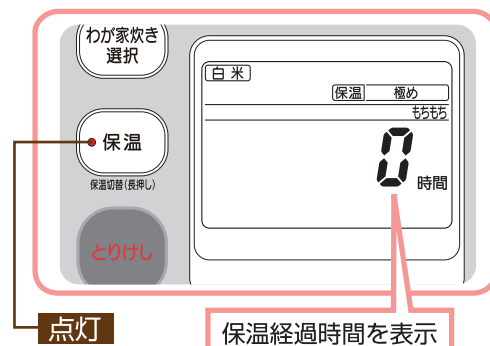 わが家炊き
選択
白米
保温 極め
もちもち
保温
0時間
保温切替(長押し)
とりけし
点灯
保温経過時間を表示